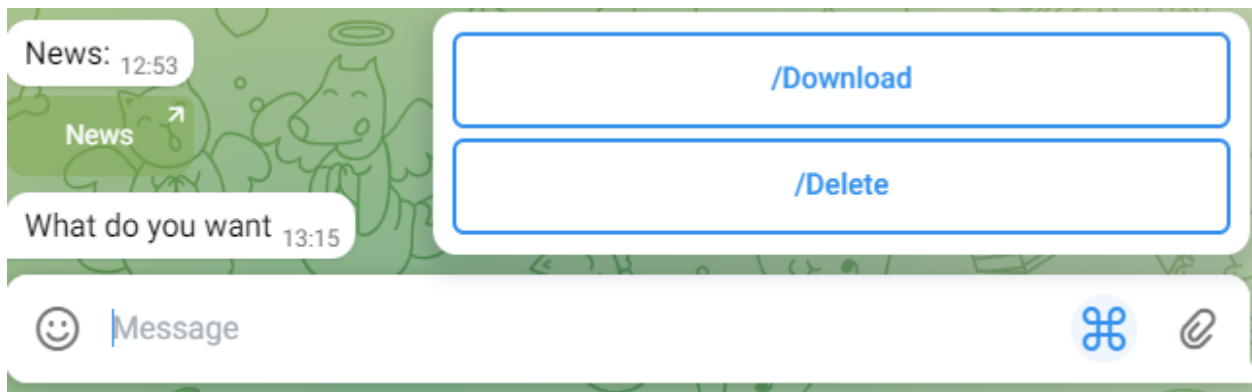 News: 12:53
News
What do you want 13:15
/Download
/Delete
Message